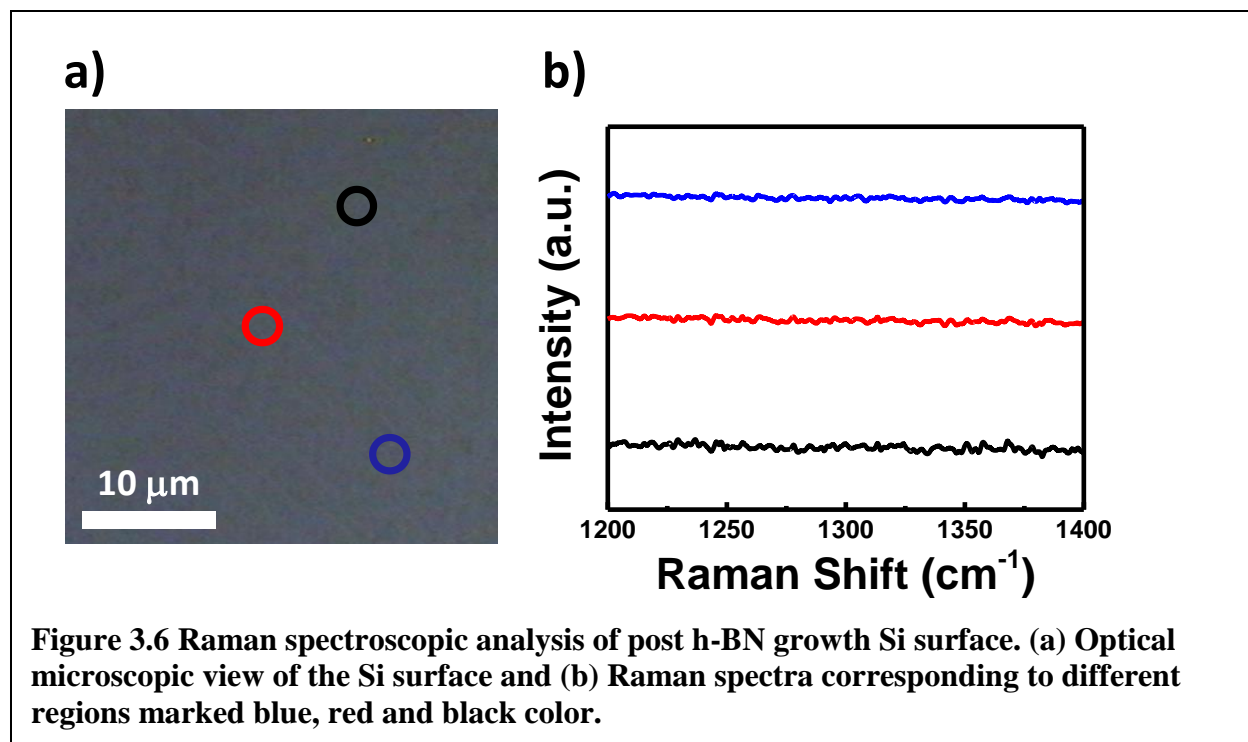 a)
b)
10 μm
Intensity (a.u.)
1200 1250 1300 1350 1400
Raman Shift (cm⁻¹)
Figure 3.6 Raman spectroscopic analysis of post h-BN growth Si surface. (a) Optical
microscopic view of the Si surface and (b) Raman spectra corresponding to different
regions marked blue, red and black color.